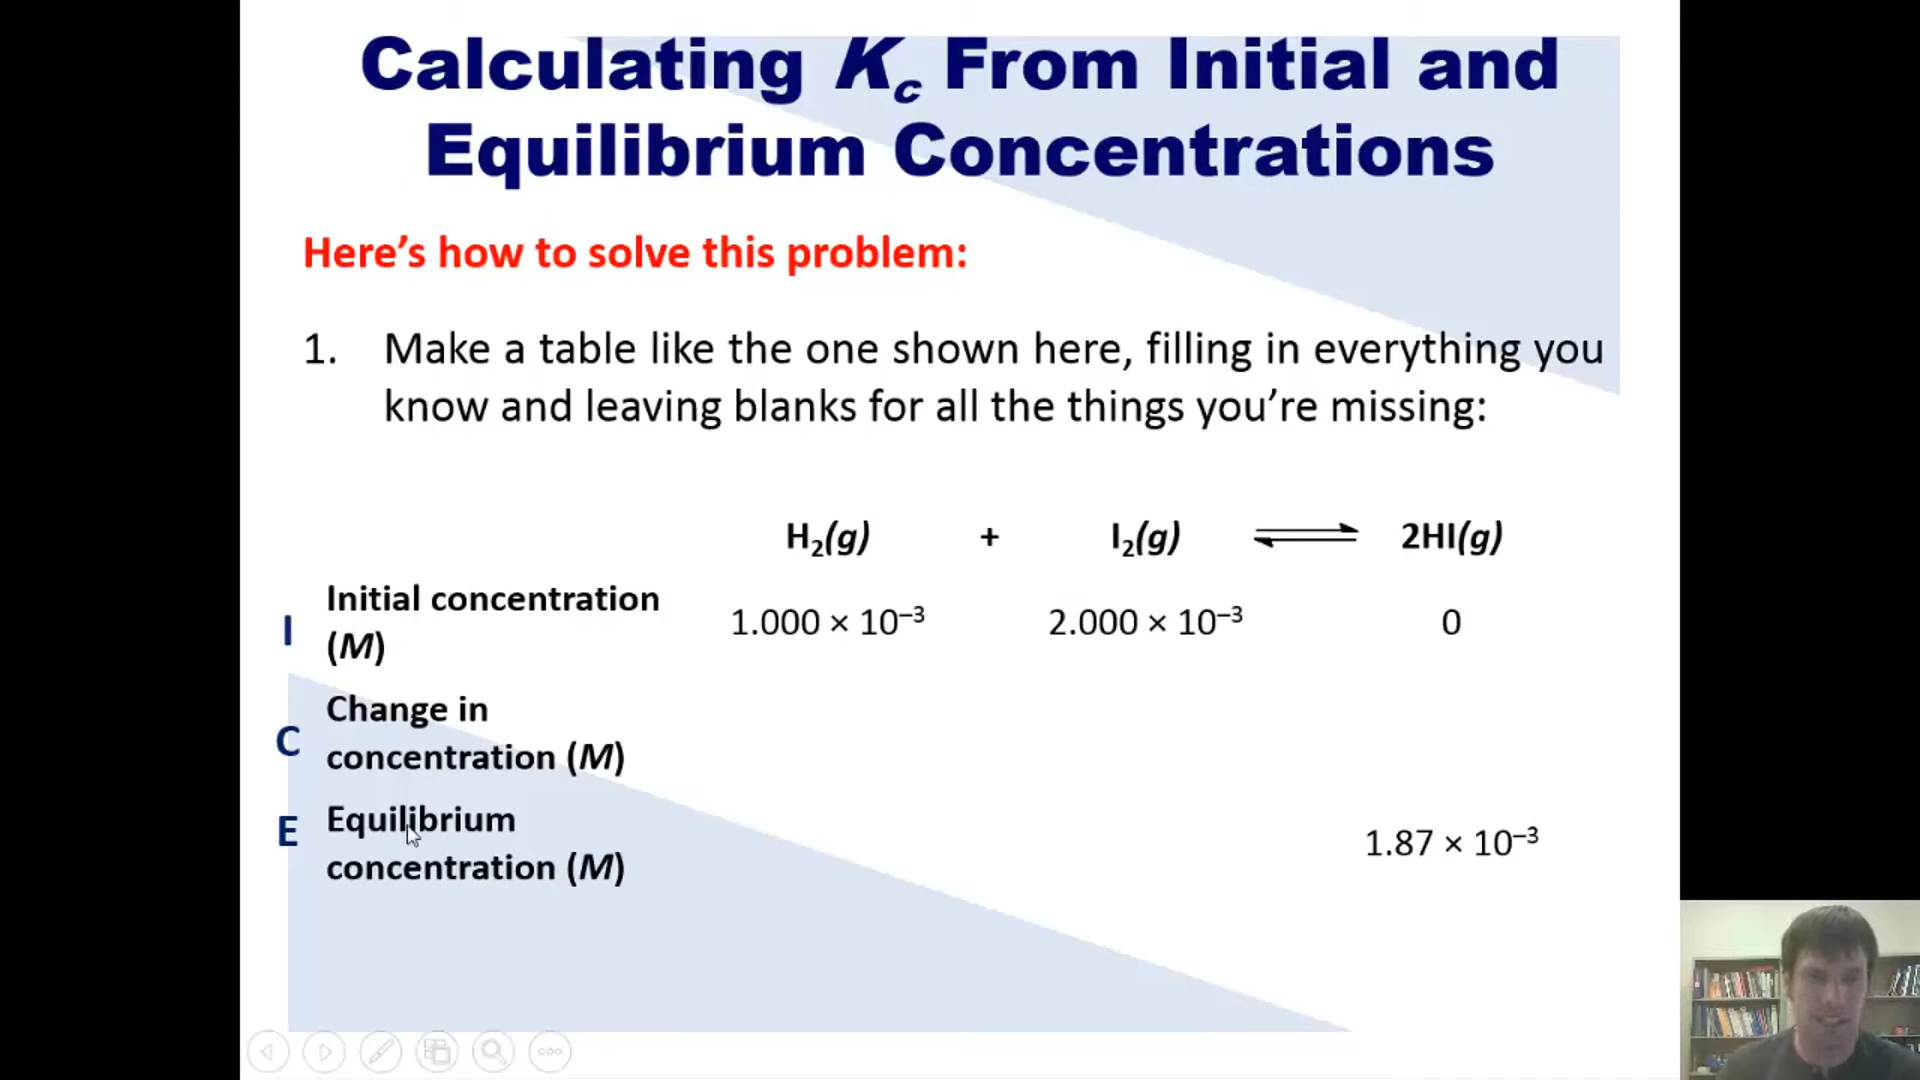 Calculating Kc From Initial and
Equilibrium Concentrations
Here’s how to solve this problem:
1. Make a table like the one shown here, filling in everything you
know and leaving blanks for all the things you’re missing:
H₂(g) + I₂(g) ⇌ 2HI(g)
I Initial concentration (M) 1.000 × 10⁻³ 2.000 × 10⁻³ 0
C Change in concentration (M)
E Equilibrium concentration (M) 1.87 × 10⁻³